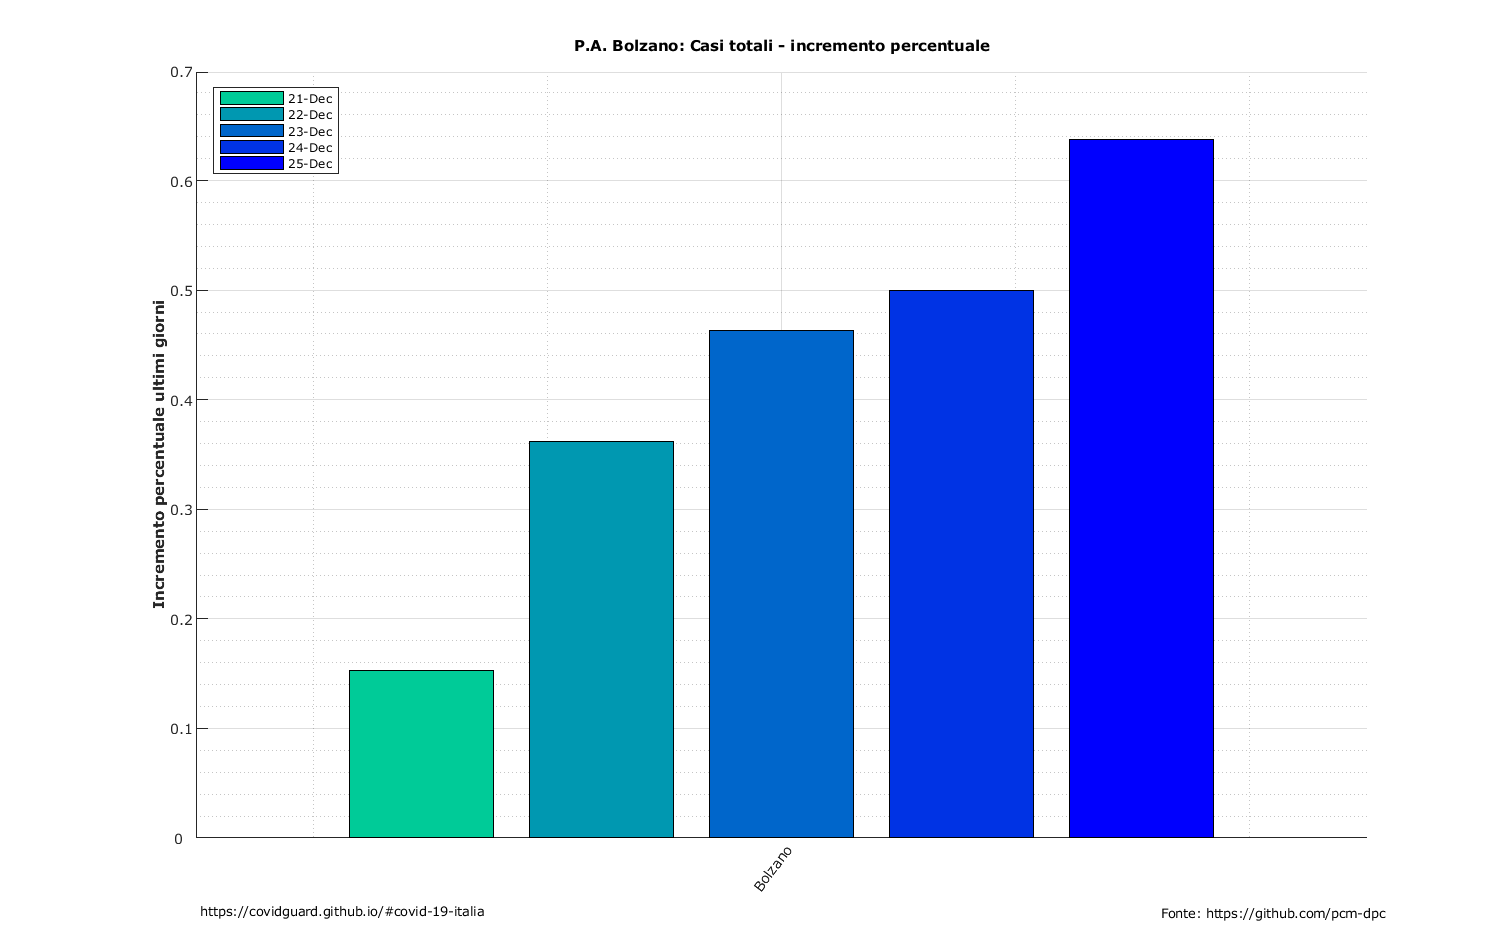 P.A. Bolzano: Casi totali - incremento percentuale
0.7
0.6
0.5
0.4
0.3
0.2
0.1
0
Incremento percentuale ultimi giorni
21-Dec
22-Dec
23-Dec
24-Dec
25-Dec
Bolzano
https://covidguard.github.io/#covid-19-italia
Fonte: https://github.com/pcm-dpc